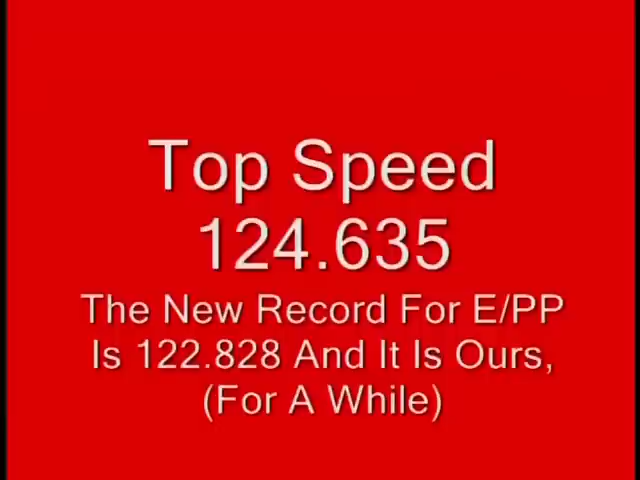 Top Speed
124.635
The New Record For E/PP
Is 122.828 And It Is Ours,
(For A While)